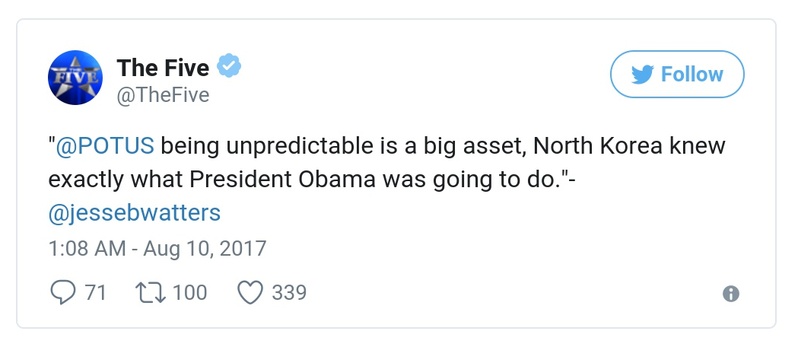 FIVE
The Five
@TheFive
Follow
"@POTUS being unpredictable is a big asset, North Korea knew
exactly what President Obama was going to do."-
@jessebwatters
1:08 AM - Aug 10, 2017
71 100 339